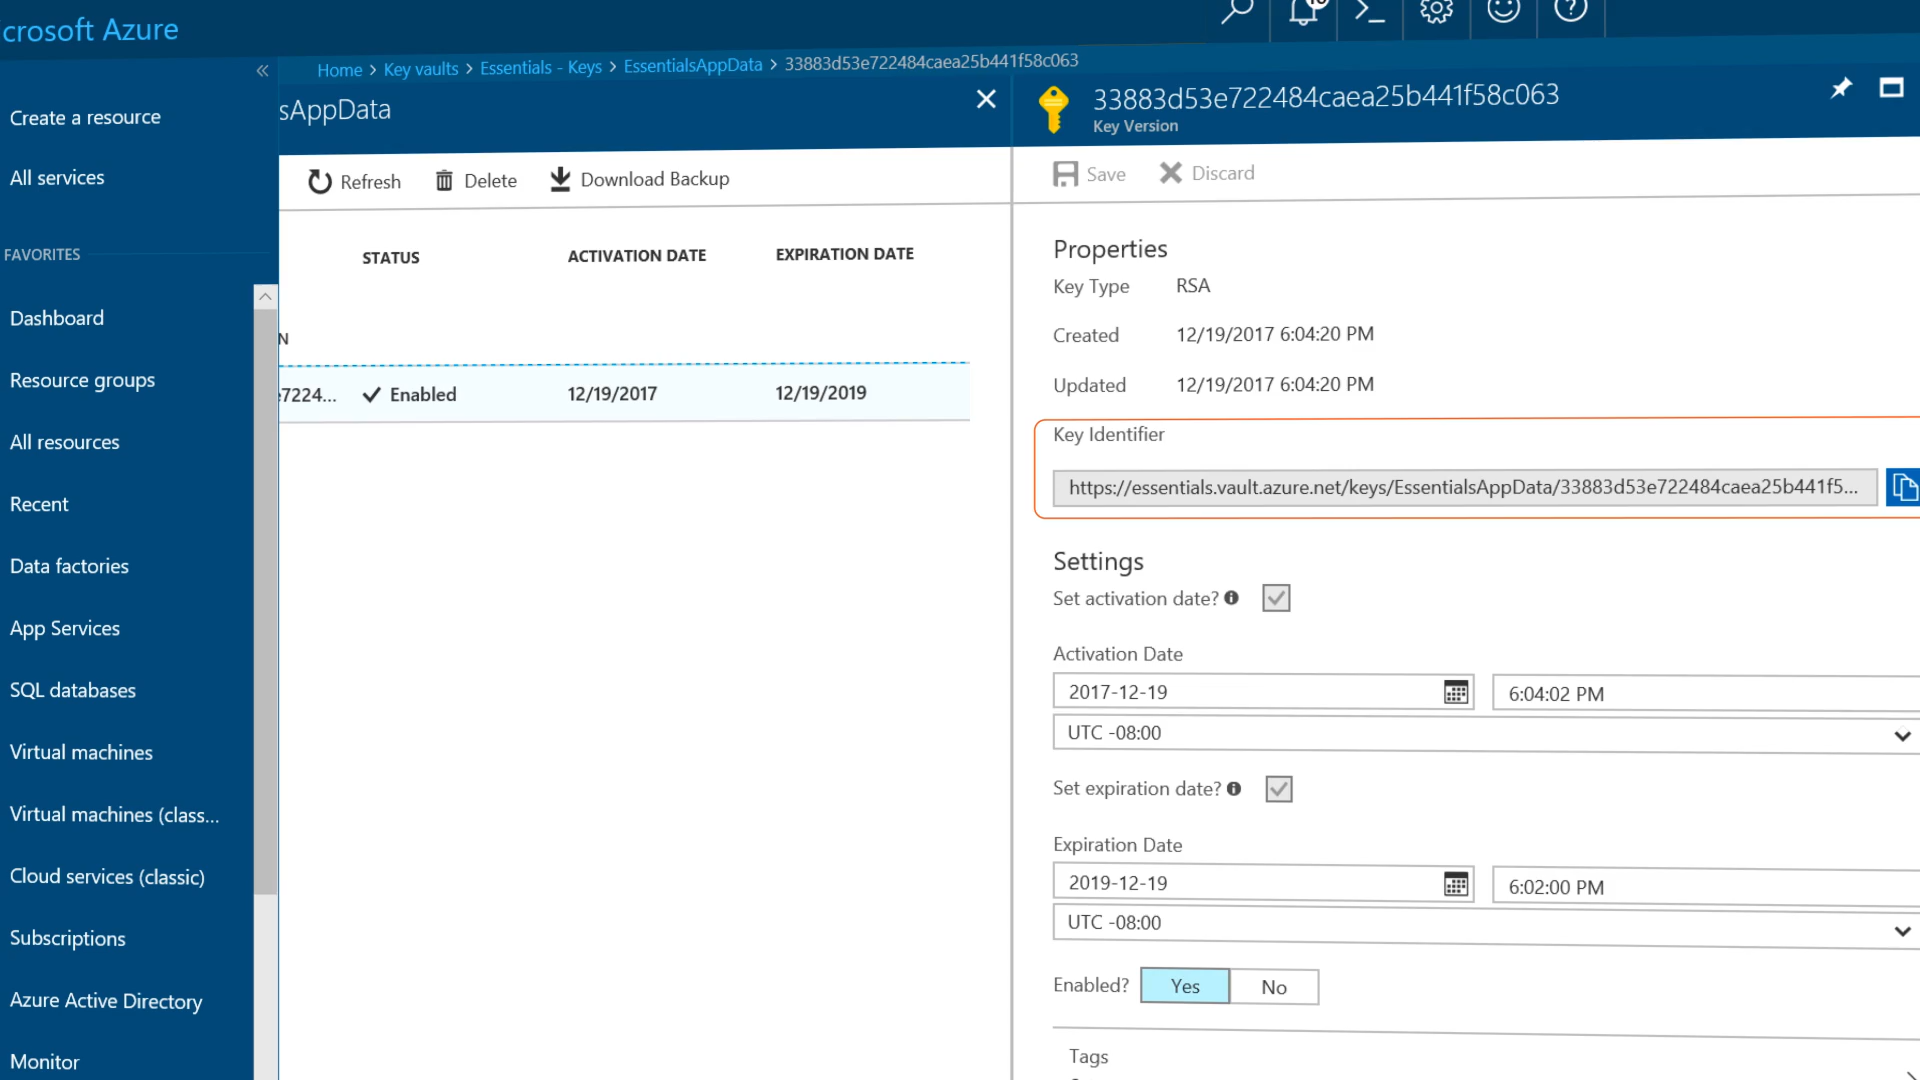 crosoft Azure
Home > Key vaults > Essentials - Keys > EssentialsAppData > 33883d53e722484caea25b441f58c063
sAppData
33883d53e722484caea25b441f58c063
Key Version
Create a resource
All services
FAVORITES
Dashboard
Resource groups
All resources
Recent
Data factories
App Services
SQL databases
Virtual machines
Virtual machines (class...
Cloud services (classic)
Subscriptions
Azure Active Directory
Monitor
Refresh
Delete
Download Backup
STATUS
ACTIVATION DATE
EXPIRATION DATE
N
e7224...
Enabled
12/19/2017
12/19/2019
Save
Discard
Properties
Key Type RSA
Created 12/19/2017 6:04:20 PM
Updated 12/19/2017 6:04:20 PM
Key Identifier
https://essentials.vault.azure.net/keys/EssentialsAppData/33883d53e722484caea25b441f5...
Settings
Set activation date?
Activation Date
2017-12-19
6:04:02 PM
UTC -08:00
Set expiration date?
Expiration Date
2019-12-19
6:02:00 PM
UTC -08:00
Enabled? Yes No
Tags